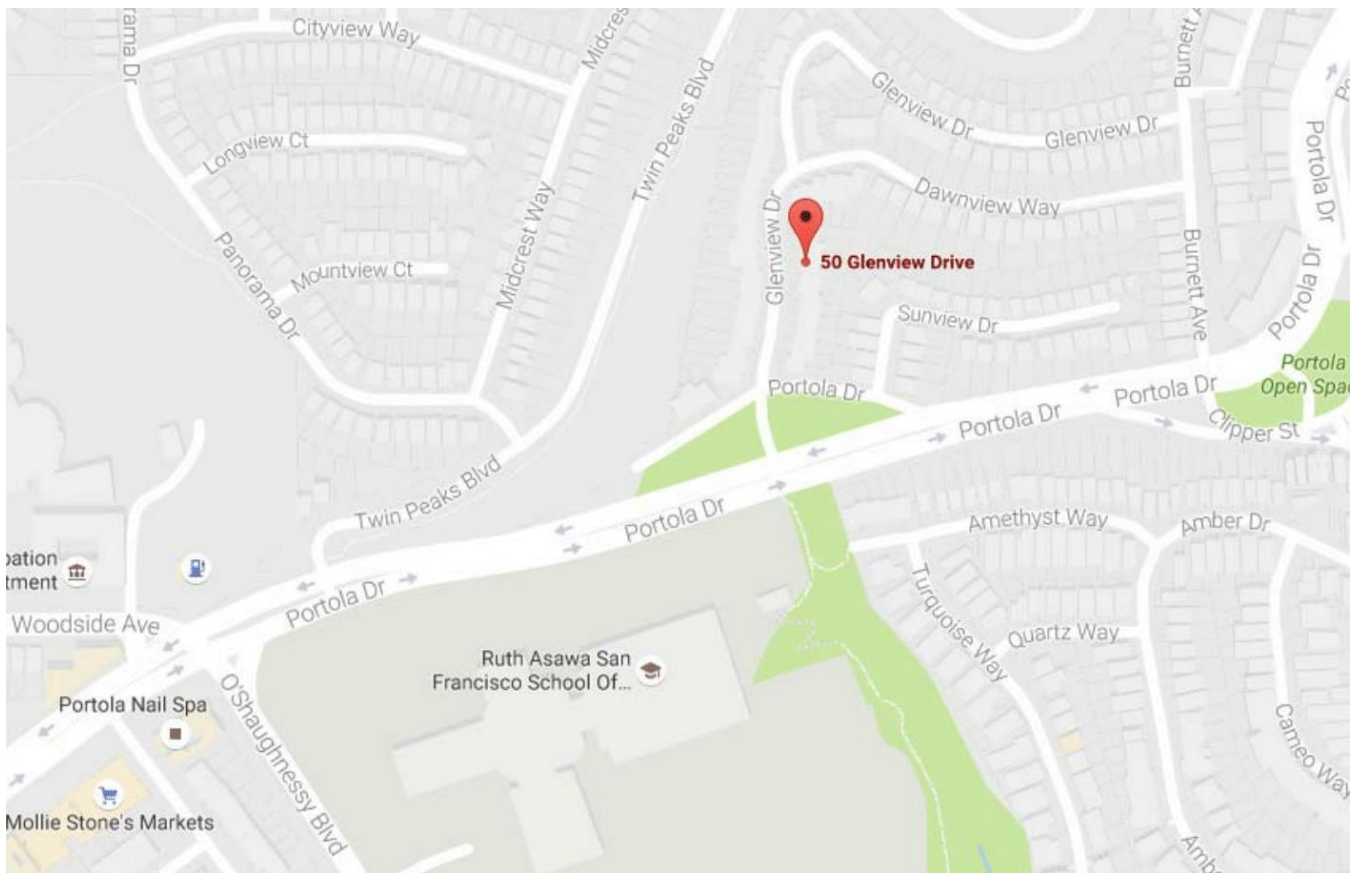 Cityview Way
Midcres
Burnett A
rama Dr
Twin Peaks Blvd
Glenview Dr
Glenview Dr
Portola Dr
Longview Ct
Dawnview Way
Midcrest Way
Glenview Dr
50 Glenview Drive
Panorama Dr
Mountview Ct
Burnett Ave
Portola Dr
Sunview Dr
Portola
Open Spac
Portola Dr
Portola Dr
Portola Dr
Clipper St
Twin Peaks Blvd
Portola Dr
Amethyst Way
Amber Dr
bation
tment
Portola Dr
Woodside Ave
Turquoise Way
Quartz Way
Ruth Asawa San
Francisco School Of...
Portola Nail Spa
O'Shaughnessy Blvd
Cameo Way
Mollie Stone's Markets
Ambe